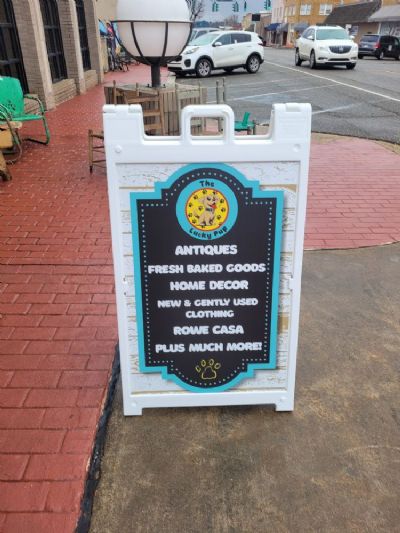 The
Lucky Pup
ANTIQUES
FRESH BAKED GOODS
HOME DECOR
NEW & GENTLY USED
CLOTHING
ROWE CASA
PLUS MUCH MORE!